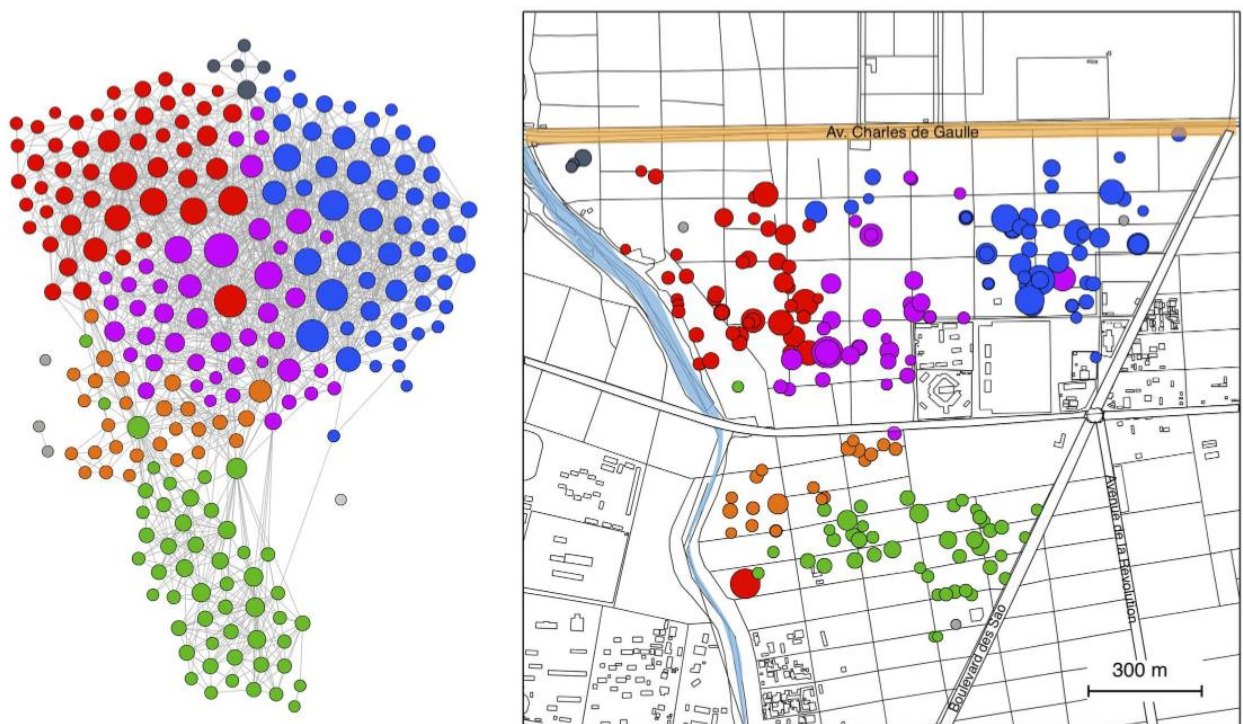 Av. Charles de Gaulle
Avenue de la Révolution
Boulevard des Sao
300 m